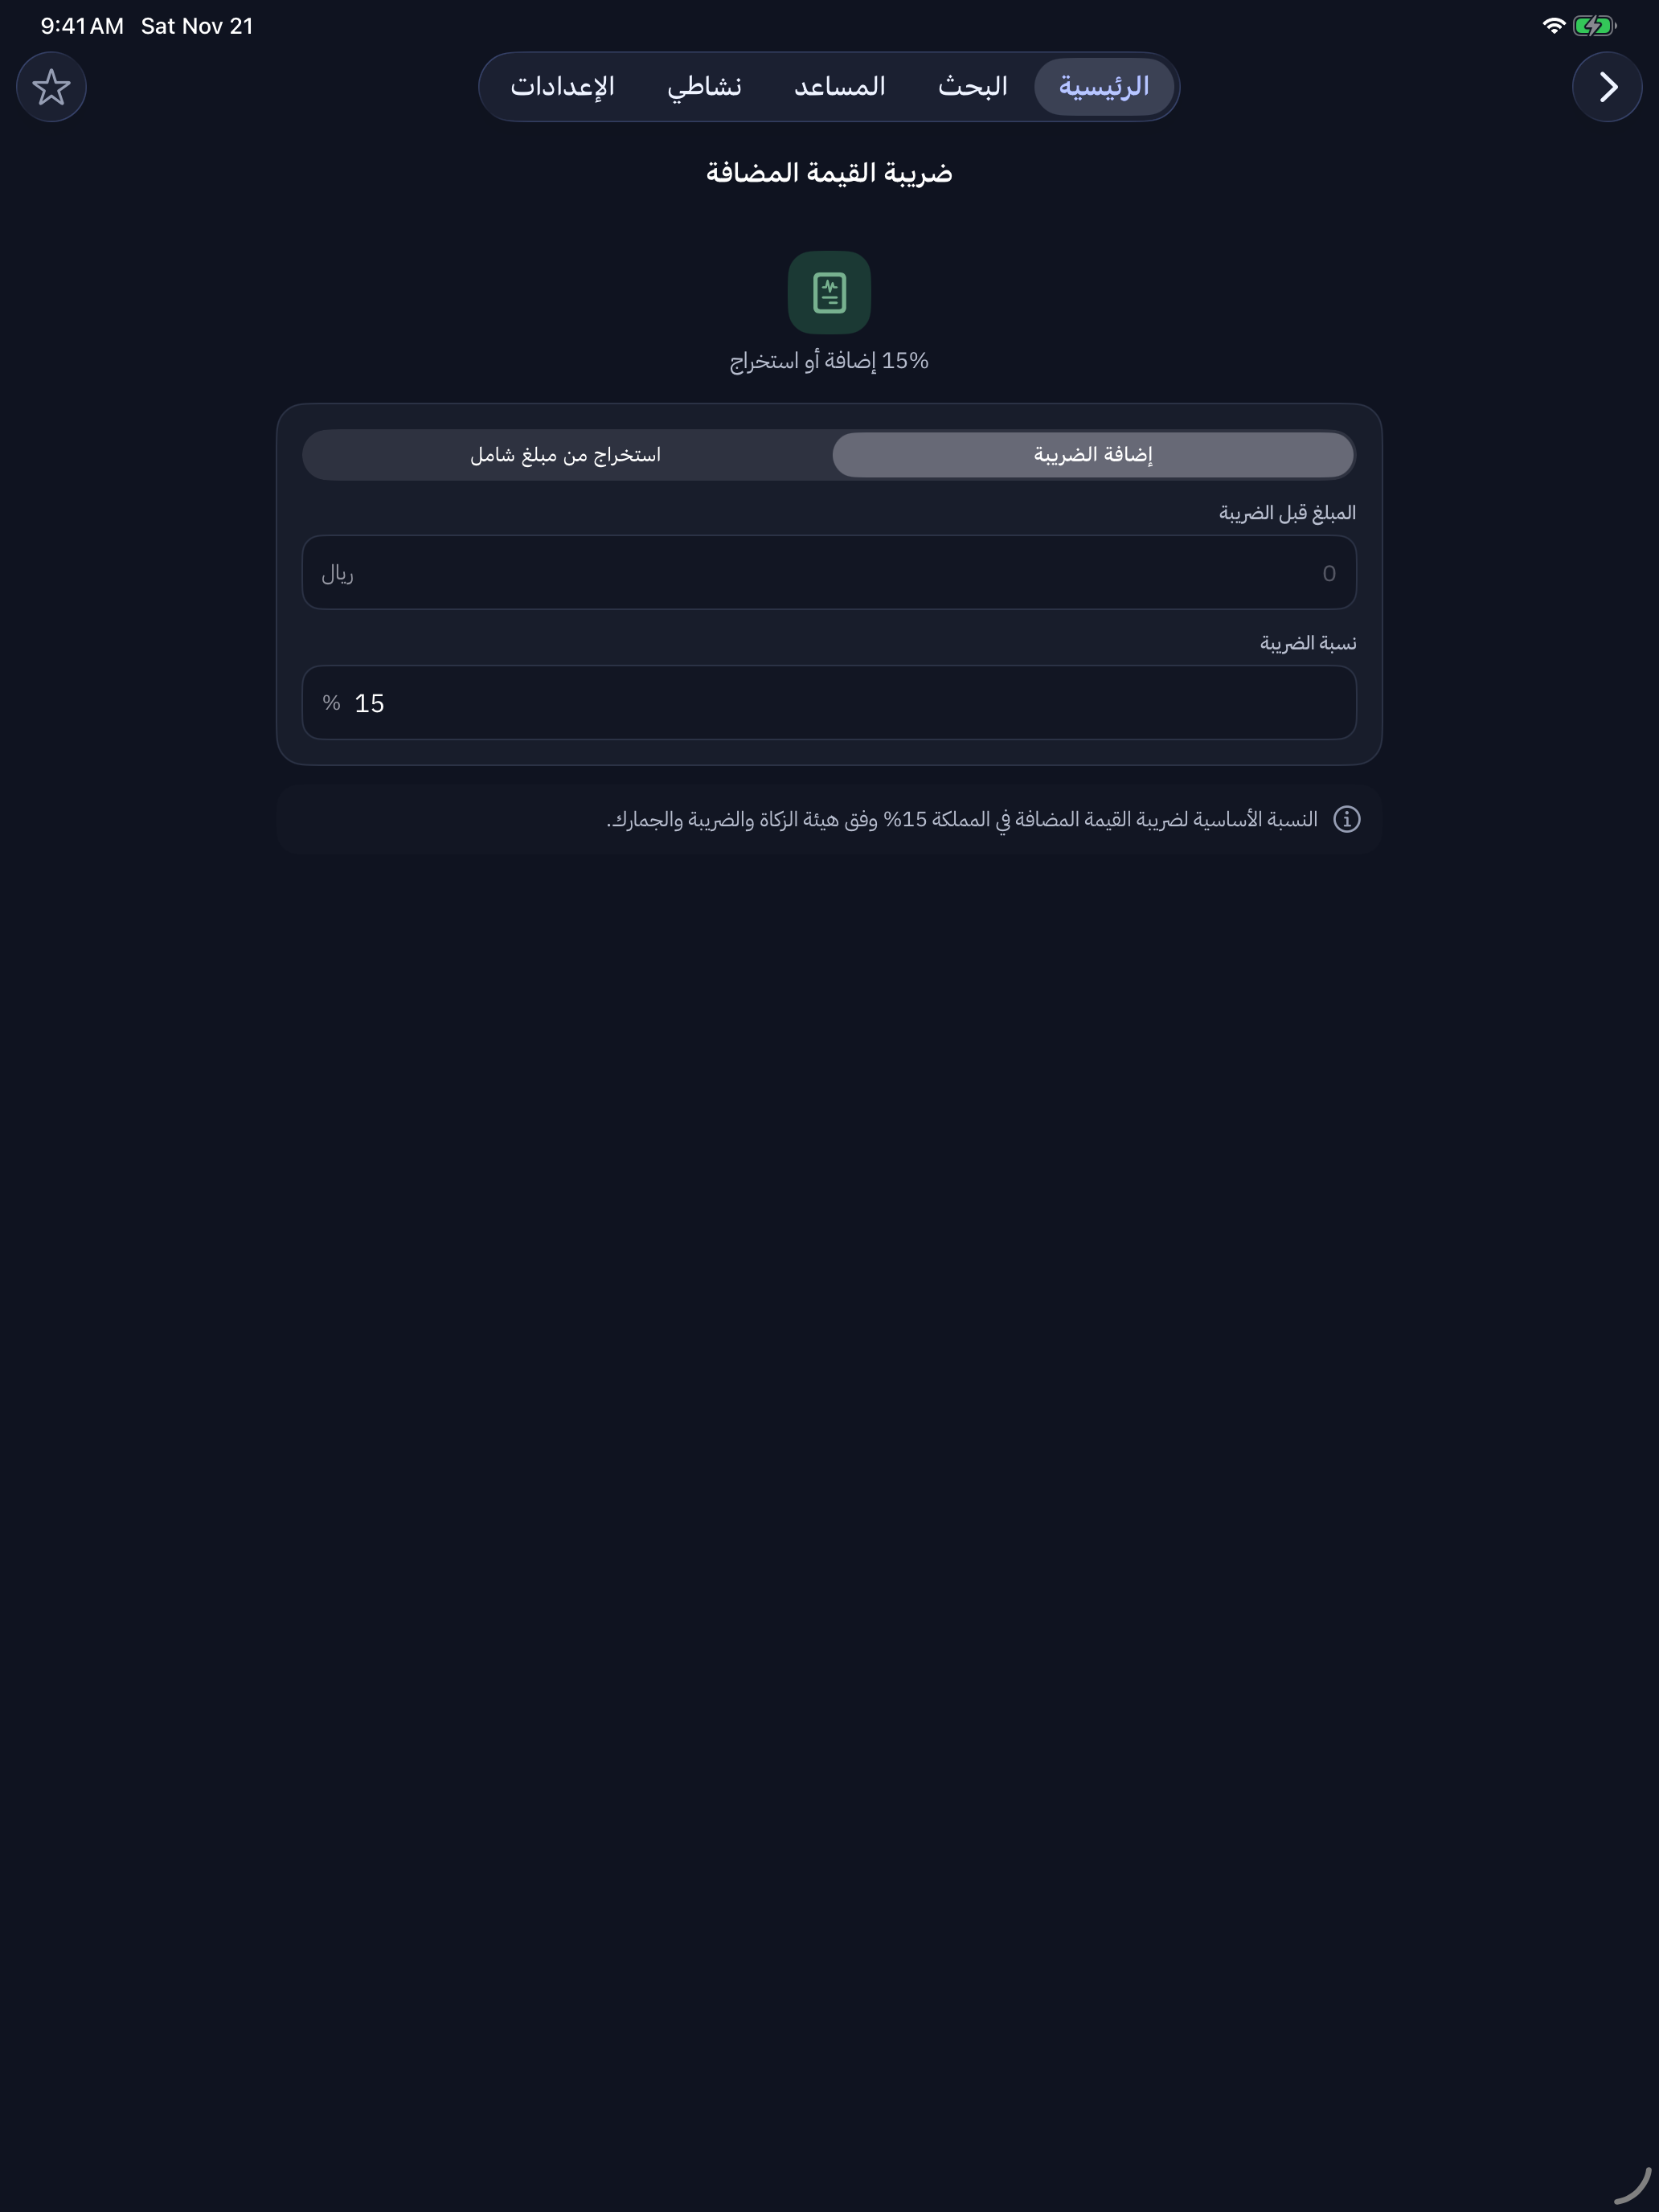 9:41 AM Sat Nov 21
الرئيسية البحث المساعد نشاطي الإعدادات
ضريبة القيمة المضافة
15% إضافة أو استخراج
إضافة الضريبة استخراج من مبلغ شامل
المبلغ قبل الضريبة
0 ريال
نسبة الضريبة
15 %
النسبة الأساسية لضريبة القيمة المضافة في المملكة 15% وفق هيئة الزكاة والضريبة والجمارك.